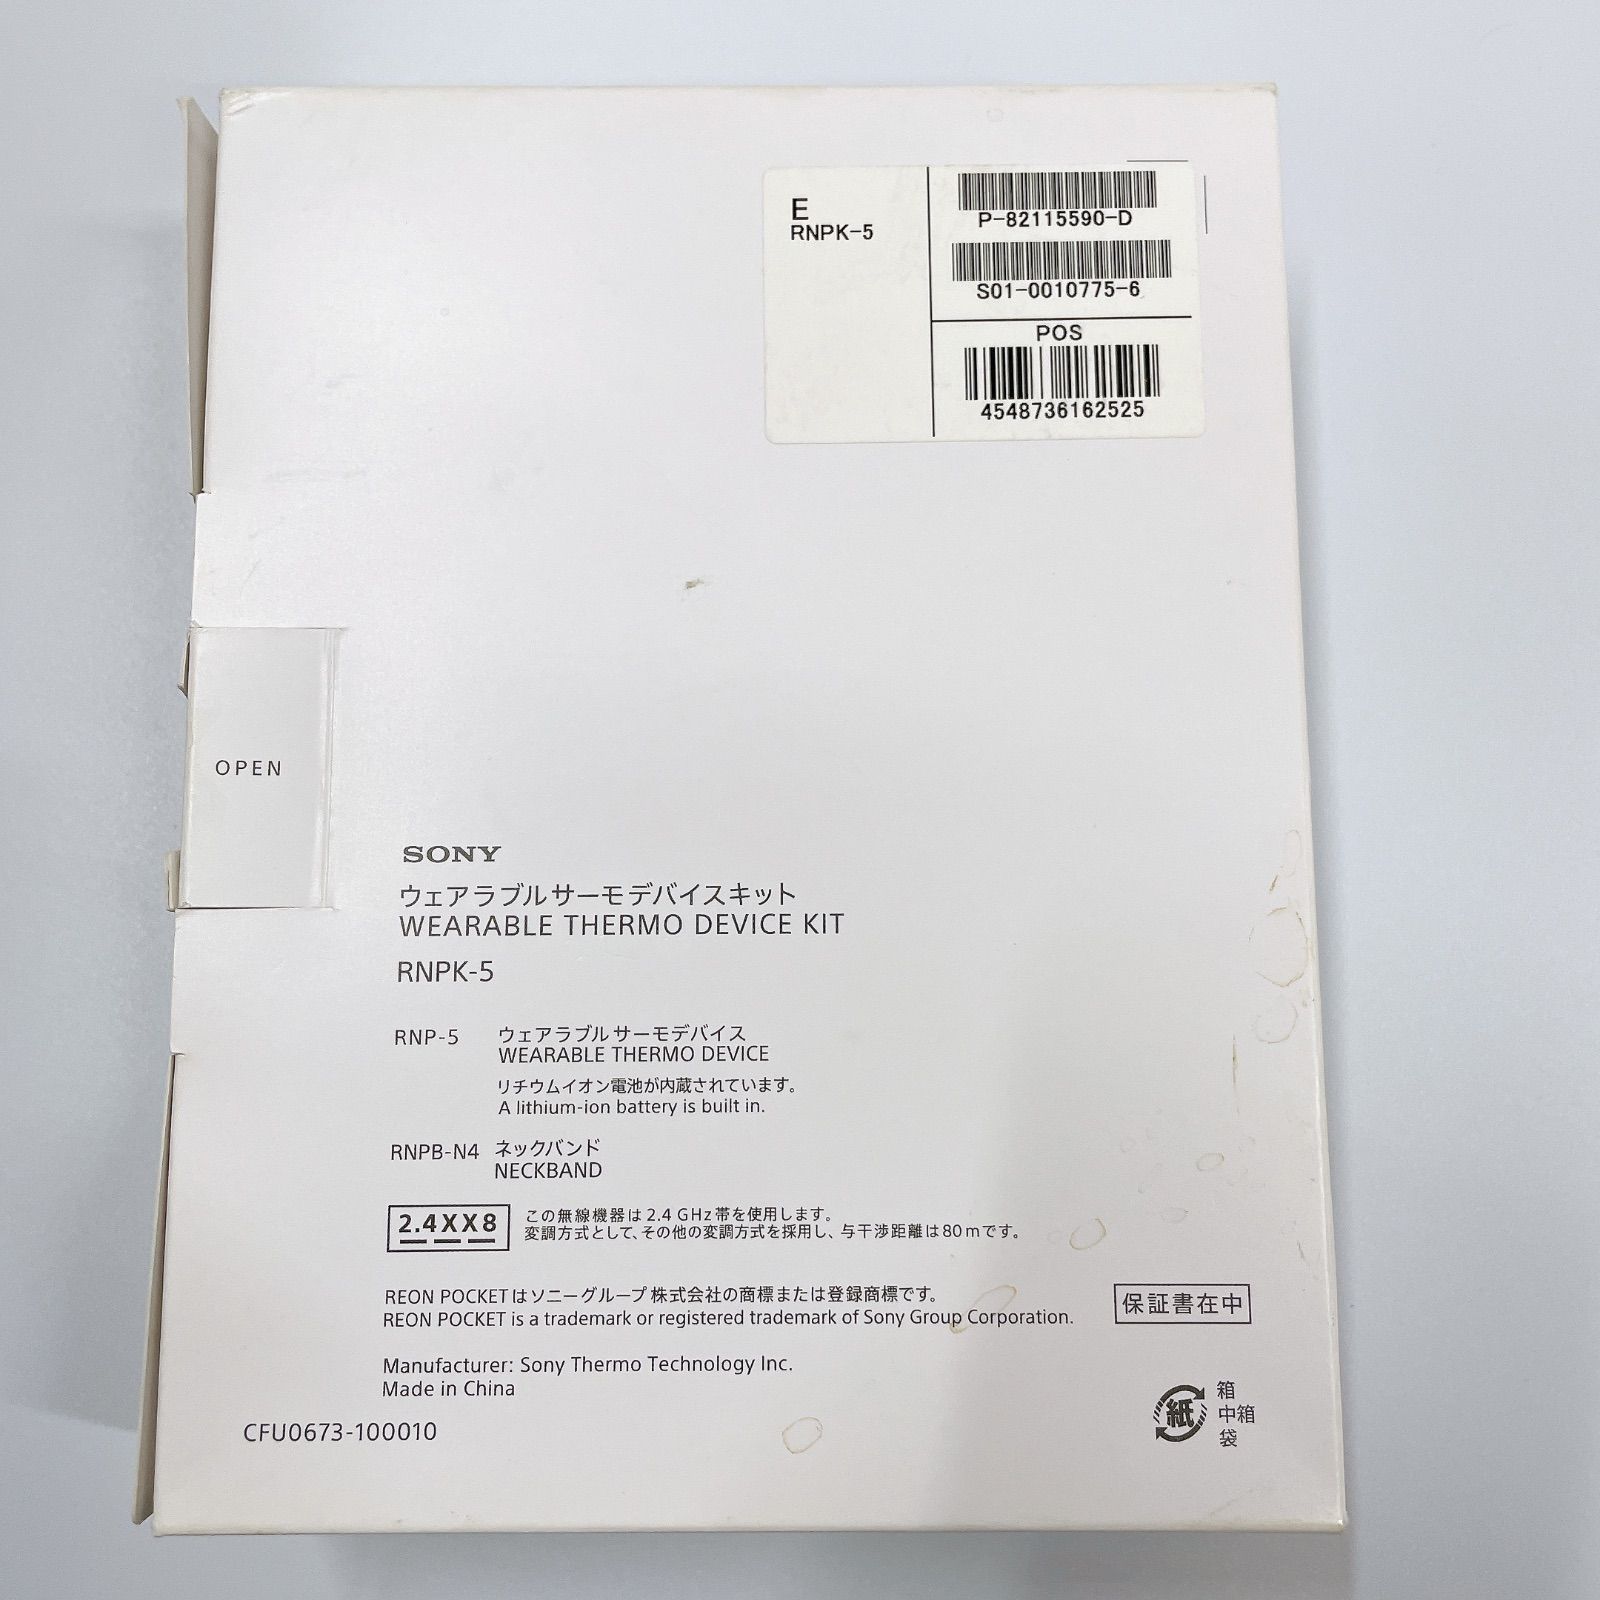 E
RNPK-5
P-82115590-D
S01-0010775-6
POS
4548736162525
OPEN
SONY
ウェアラブルサーモデバイスキット
WEARABLE THERMO DEVICE KIT
RNPK-5
RNP-5 ウェアラブルサーモデバイス
WEARABLE THERMO DEVICE
リチウムイオン電池が内蔵されています。
A lithium-ion battery is built in.
RNPB-N4 ネックバンド
NECKBAND
2.4XX8
この無線機器は2.4 GHz帯を使用します。
変調方式として、その他の変調方式を採用し、与干渉距離は80mです。
REON POCKETはソニーグループ株式会社の商標または登録商標です。
REON POCKET is a trademark or registered trademark of Sony Group Corporation.
保証書在中
Manufacturer: Sony Thermo Technology Inc.
Made in China
CFU0673-100010
紙
箱
中箱
袋